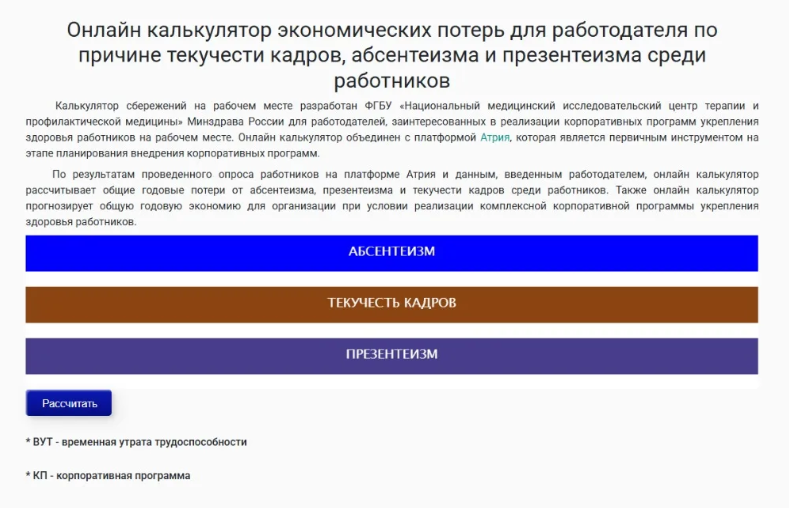 Онлайн калькулятор экономических потерь для работодателя по
причине текучести кадров, абсентеизма и презентеизма среди
работников
Калькулятор сбережений на рабочем месте разработан ФГБУ «Национальный медицинский исследовательский центр терапии и
профилактической медицины» Минздрава России для работодателей, заинтересованных в реализации корпоративных программ укрепления
здоровья работников на рабочем месте. Онлайн калькулятор объединен с платформой Атрия, которая является первичным инструментом на
этапе планирования внедрения корпоративных программ.
По результатам проведенного опроса работников на платформе Атрия и данным, введенным работодателем, онлайн калькулятор
рассчитывает общие годовые потери от абсентеизма, презентеизма и текучести кадров среди работников. Также онлайн калькулятор
прогнозирует общую годовую экономию для организации при условии реализации комплексной корпоративной программы укрепления
здоровья работников.
АБСЕНТЕИЗМ
ТЕКУЧЕСТЬ КАДРОВ
ПРЕЗЕНТЕИЗМ
Рассчитать
* ВУТ - временная утрата трудоспособности
* КП - корпоративная программа